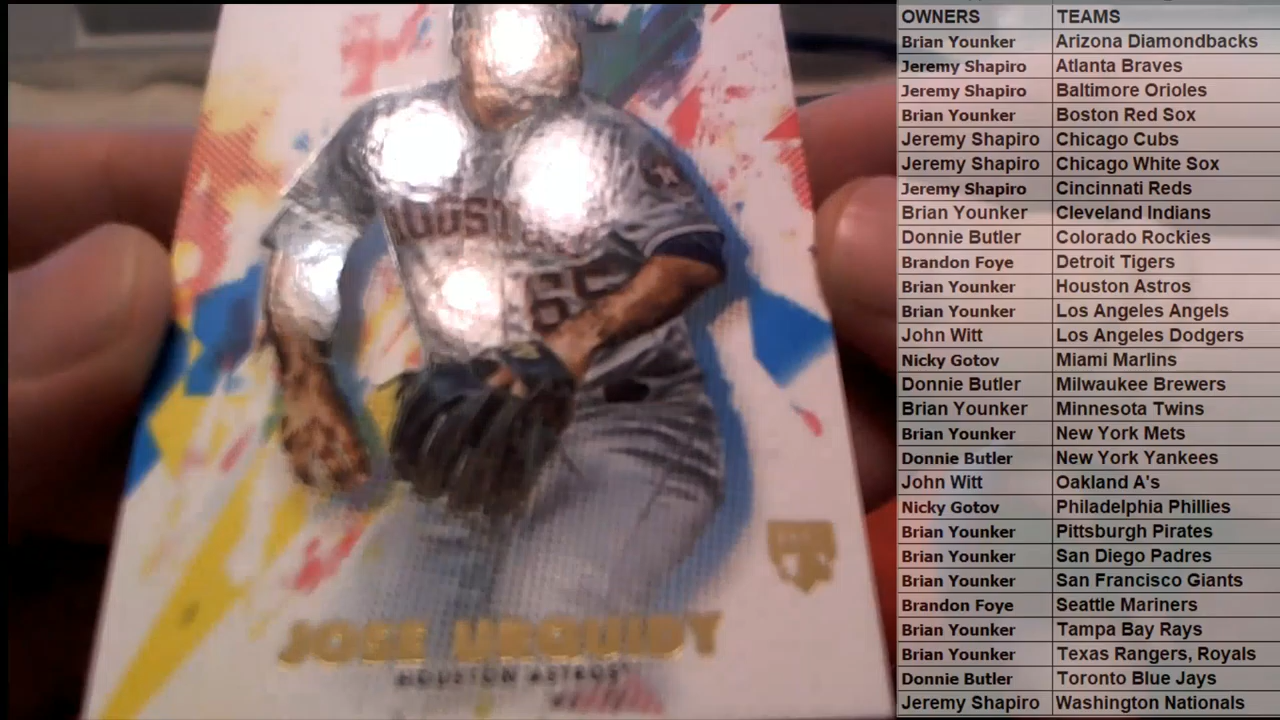 HOUST
65
JOSE URQUIDY
HOUSTON ASTROS
OWNERS TEAMS
Brian Younker Arizona Diamondbacks
Jeremy Shapiro Atlanta Braves
Jeremy Shapiro Baltimore Orioles
Brian Younker Boston Red Sox
Jeremy Shapiro Chicago Cubs
Jeremy Shapiro Chicago White Sox
Jeremy Shapiro Cincinnati Reds
Brian Younker Cleveland Indians
Donnie Butler Colorado Rockies
Brandon Foye Detroit Tigers
Brian Younker Houston Astros
Brian Younker Los Angeles Angels
John Witt Los Angeles Dodgers
Nicky Gotov Miami Marlins
Donnie Butler Milwaukee Brewers
Brian Younker Minnesota Twins
Brian Younker New York Mets
Donnie Butler New York Yankees
John Witt Oakland A's
Nicky Gotov Philadelphia Phillies
Brian Younker Pittsburgh Pirates
Brian Younker San Diego Padres
Brian Younker San Francisco Giants
Brandon Foye Seattle Mariners
Brian Younker Tampa Bay Rays
Brian Younker Texas Rangers, Royals
Donnie Butler Toronto Blue Jays
Jeremy Shapiro Washington Nationals